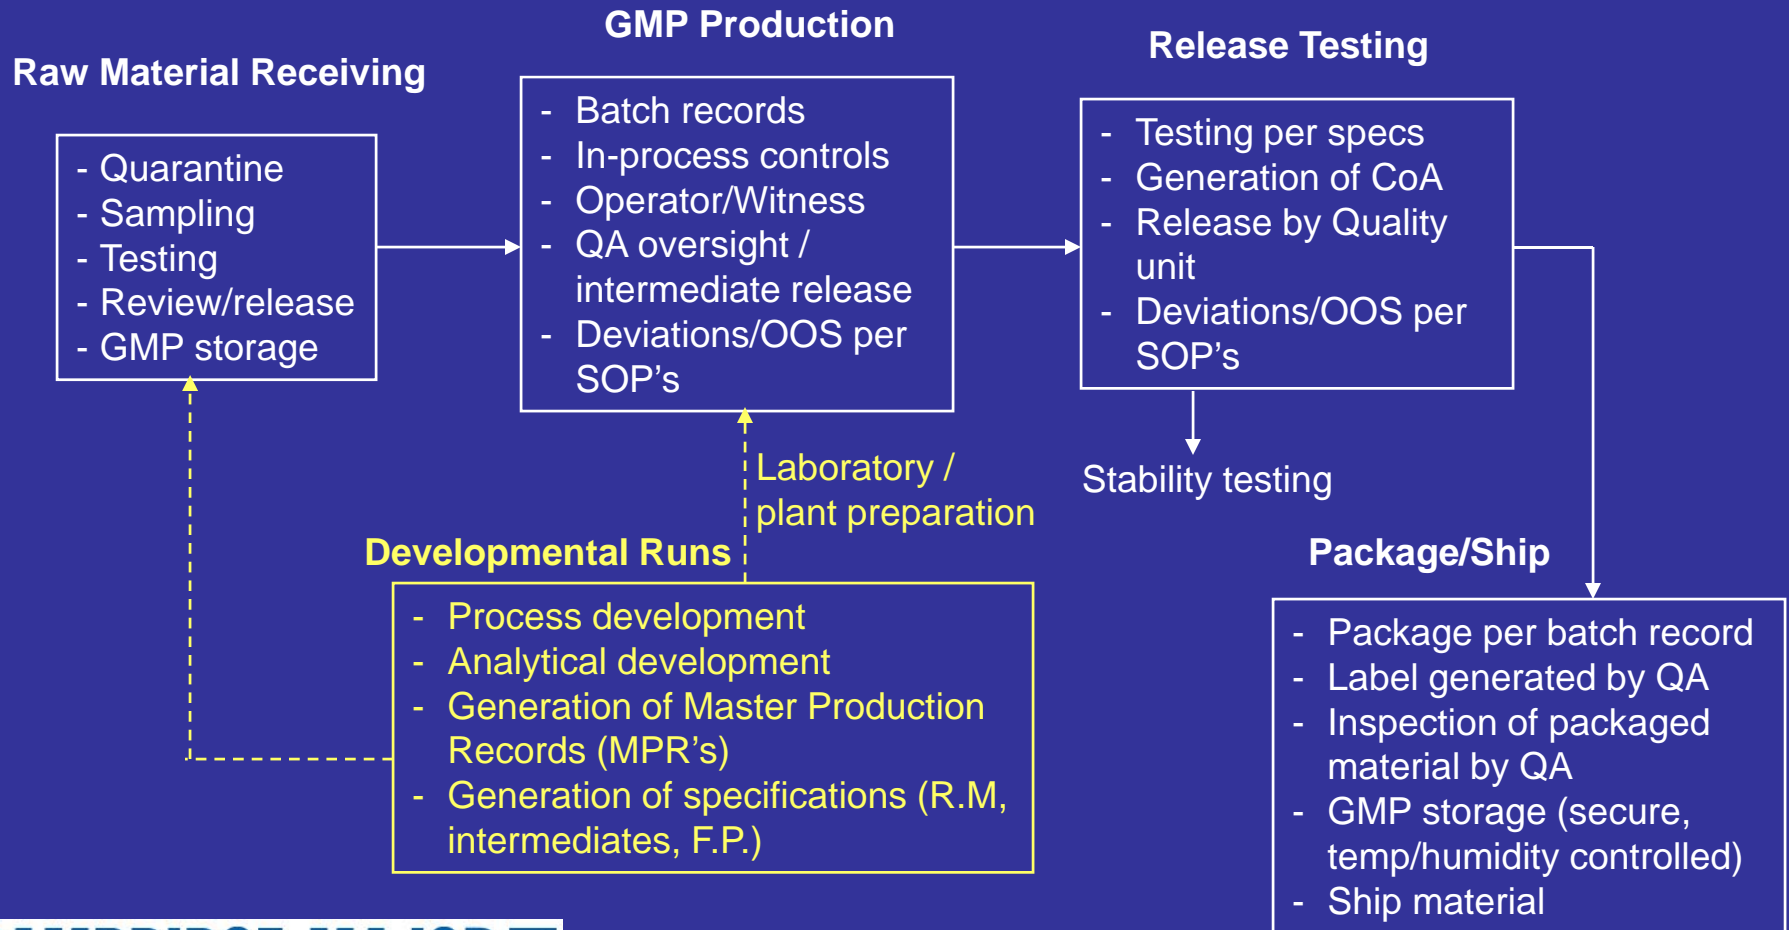 Raw Material Receiving
- Quarantine
- Sampling
- Testing
- Review/release
- GMP storage
GMP Production
- Batch records
- In-process controls
- Operator/Witness
- QA oversight /
intermediate release
- Deviations/OOS per
SOP’s
Release Testing
- Testing per specs
- Generation of CoA
- Release by Quality
unit
- Deviations/OOS per
SOP’s
Stability testing
Laboratory /
plant preparation
Developmental Runs
- Process development
- Analytical development
- Generation of Master Production
Records (MPR’s)
- Generation of specifications (R.M,
intermediates, F.P.)
Package/Ship
- Package per batch record
- Label generated by QA
- Inspection of packaged
material by QA
- GMP storage (secure,
temp/humidity controlled)
- Ship material